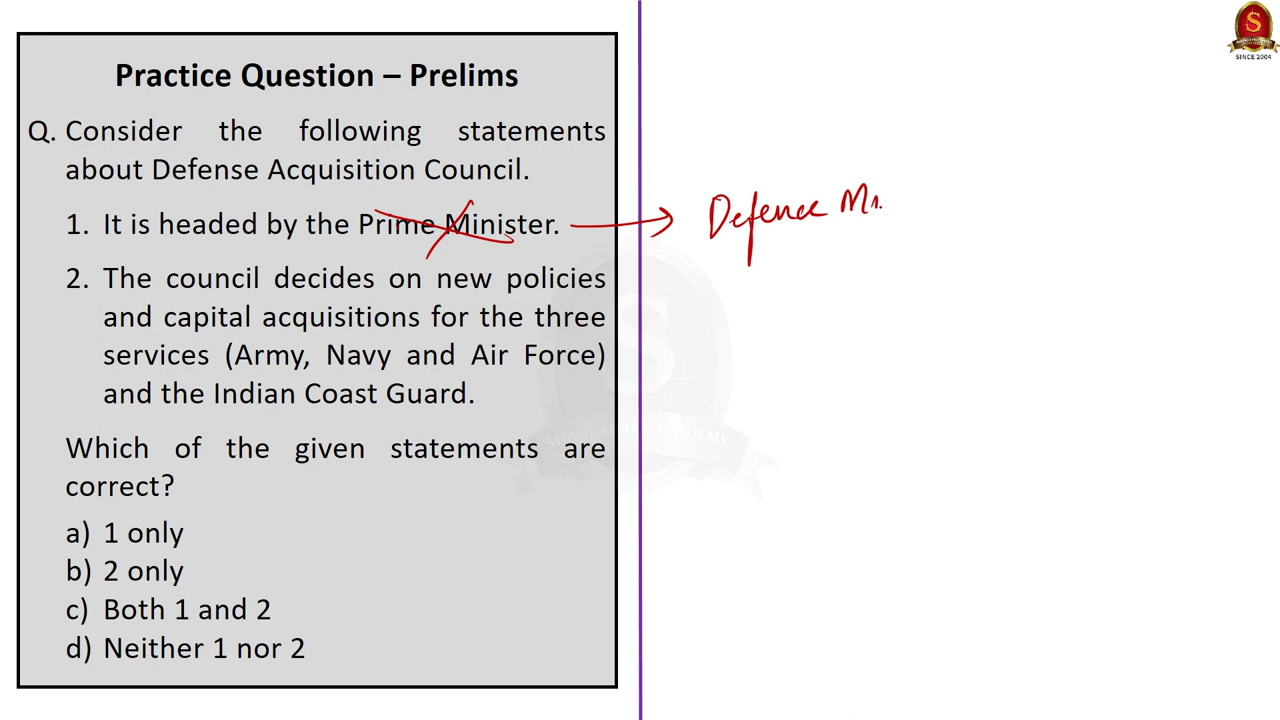 Practice Question – Prelims
Q. Consider the following statements
about Defense Acquisition Council.
1. It is headed by the Prime Minister. → Defence Mn.
2. The council decides on new policies
and capital acquisitions for the three
services (Army, Navy and Air Force)
and the Indian Coast Guard.
Which of the given statements are
correct?
a) 1 only
b) 2 only
c) Both 1 and 2
d) Neither 1 nor 2
S
SINCE 2004